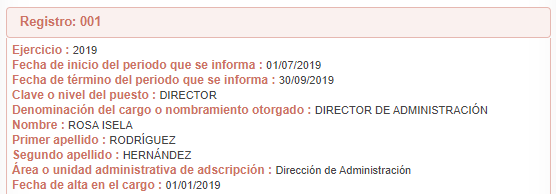 Registro: 001
Ejercicio : 2019
Fecha de inicio del periodo que se informa : 01/07/2019
Fecha de término del periodo que se informa : 30/09/2019
Clave o nivel del puesto : DIRECTOR
Denominación del cargo o nombramiento otorgado : DIRECTOR DE ADMINISTRACIÓN
Nombre : ROSA ISELA
Primer apellido : RODRÍGUEZ
Segundo apellido : HERNÁNDEZ
Área o unidad administrativa de adscripción : Dirección de Administración
Fecha de alta en el cargo : 01/01/2019